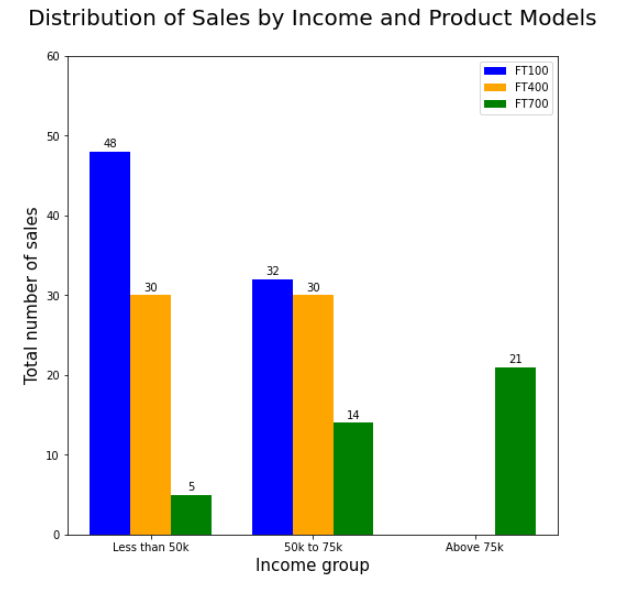 Distribution of Sales by Income and Product Models
60
50
40
30
20
10
0
Total number of sales
FT100
FT400
FT700
48
30
5
32
30
14
21
Less than 50k
50k to 75k
Above 75k
Income group